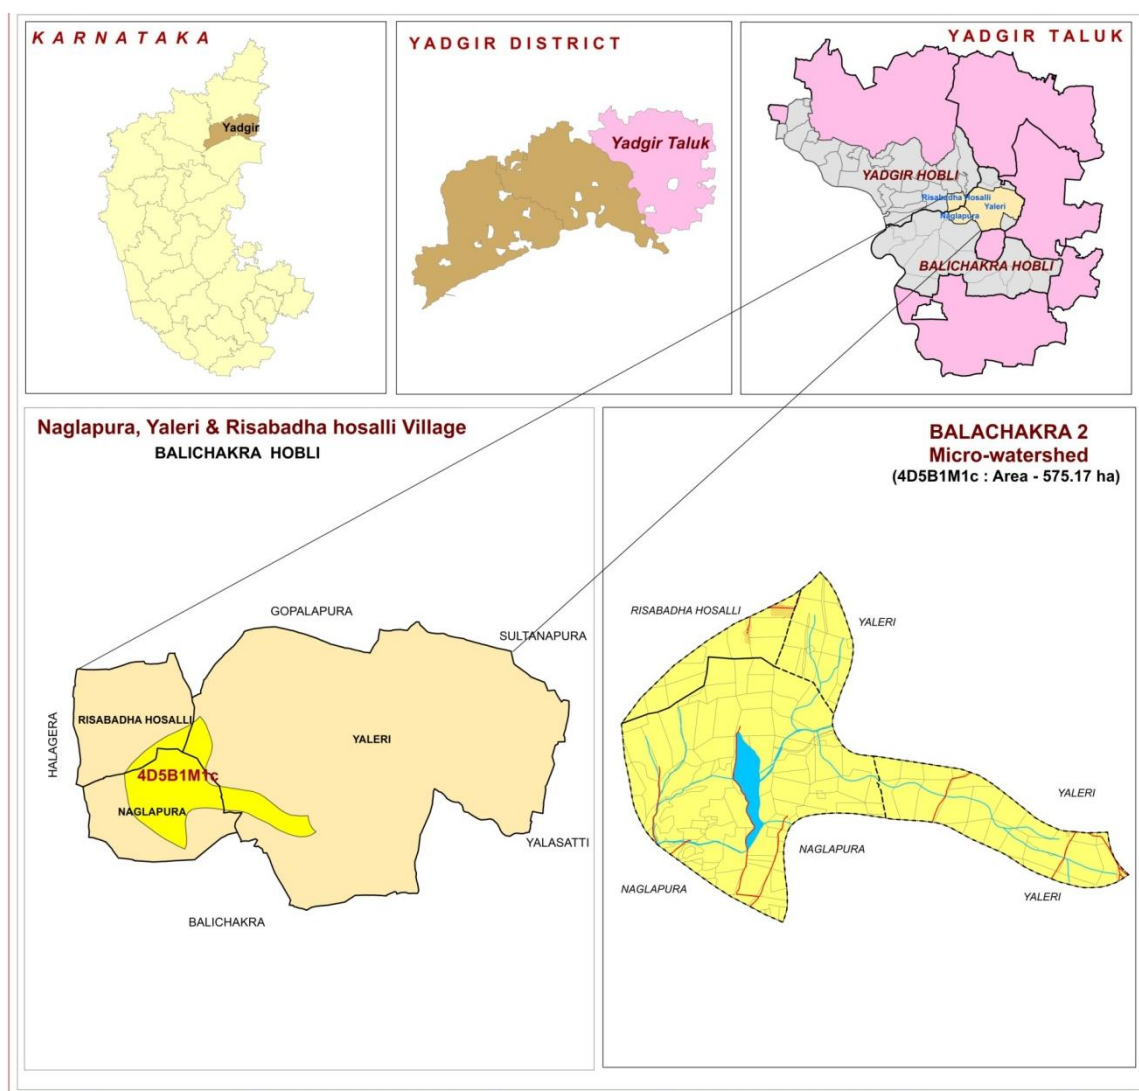 KARNATAKA
Yadgir
YADGIR DISTRICT
Yadgir Taluk
YADGIR TALUK
YADGIR HOBLI
Risabadha Hosalli
Yaleri
Naglapura
BALICHAKRA HOBLI
Naglapura, Yaleri & Risabadha hosalli Village
BALICHAKRA HOBLI
GOPALAPURA
SULTANAPURA
HALAGERA
RISABADHA HOSALLI
YALERI
4D5B1M1c
NAGLAPURA
YALASATTI
BALICHAKRA
BALACHAKRA 2
Micro-watershed
(4D5B1M1c : Area - 575.17 ha)
RISABADHA HOSALLI
YALERI
YALERI
NAGLAPURA
NAGLAPURA
YALERI